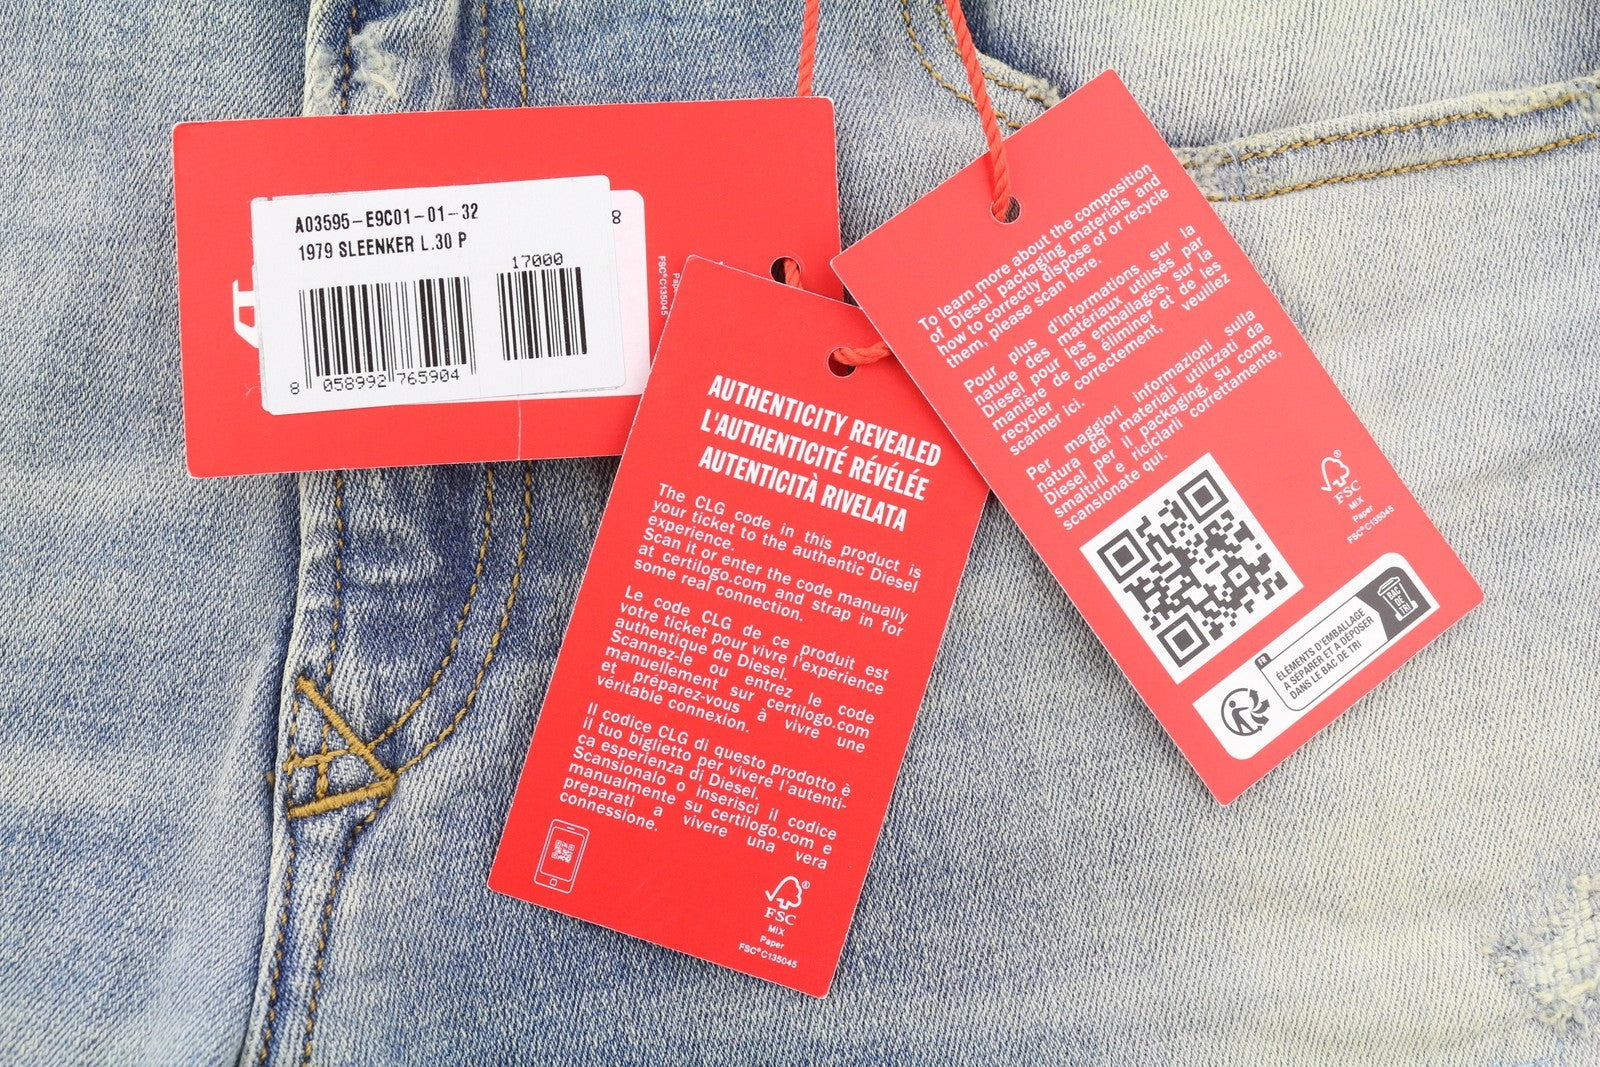 A03595-E9C01-01-32
1979 SLEENKER L.30 P
17000
8 058992 765904
8
FSC®C135045
AUTHENTICITY REVEALED
L'AUTHENTICITÉ RÉVÉLÉE
AUTENTICITÀ RIVELATA
The CLG code in this product is
your ticket to the authentic Diesel
experience.
Scan it or enter the code manually
at certilogo.com and strap in for
some real connection.
Le code CLG de ce produit est
votre ticket pour vivre l'expérience
authentique de Diesel.
Scannez-le ou entrez le code
manuellement sur certilogo.com
et préparez-vous à vivre une
véritable connexion.
Il codice CLG di questo prodotto è
il tuo biglietto per vivere l'autenti-
ca esperienza di Diesel.
Scansionalo o inserisci il codice
manualmente su certilogo.com e
preparati a vivere una vera
connessione.
FSC
MIX
Paper
FSC®C135045
To learn more about the composition
of Diesel packaging materials and
how to correctly dispose of or recycle
them, please scan here.
Pour plus d'informations sur la
nature des matériaux utilisés par
Diesel pour les emballages, sur la
manière de les éliminer et de les
recycler correctement, veuillez
scanner ici.
Per maggiori informazioni sulla
natura dei materiali utilizzati da
Diesel per il packaging su come
smaltirli e riciclarli correttamente,
scansionate qui.
FSC
MIX
Paper
FSC®C135045
FR
ÉLÉMENTS D'EMBALLAGE
A SÉPARER ET A DÉPOSER
DANS LE BAC DE TRI
BAC
DE
TRI